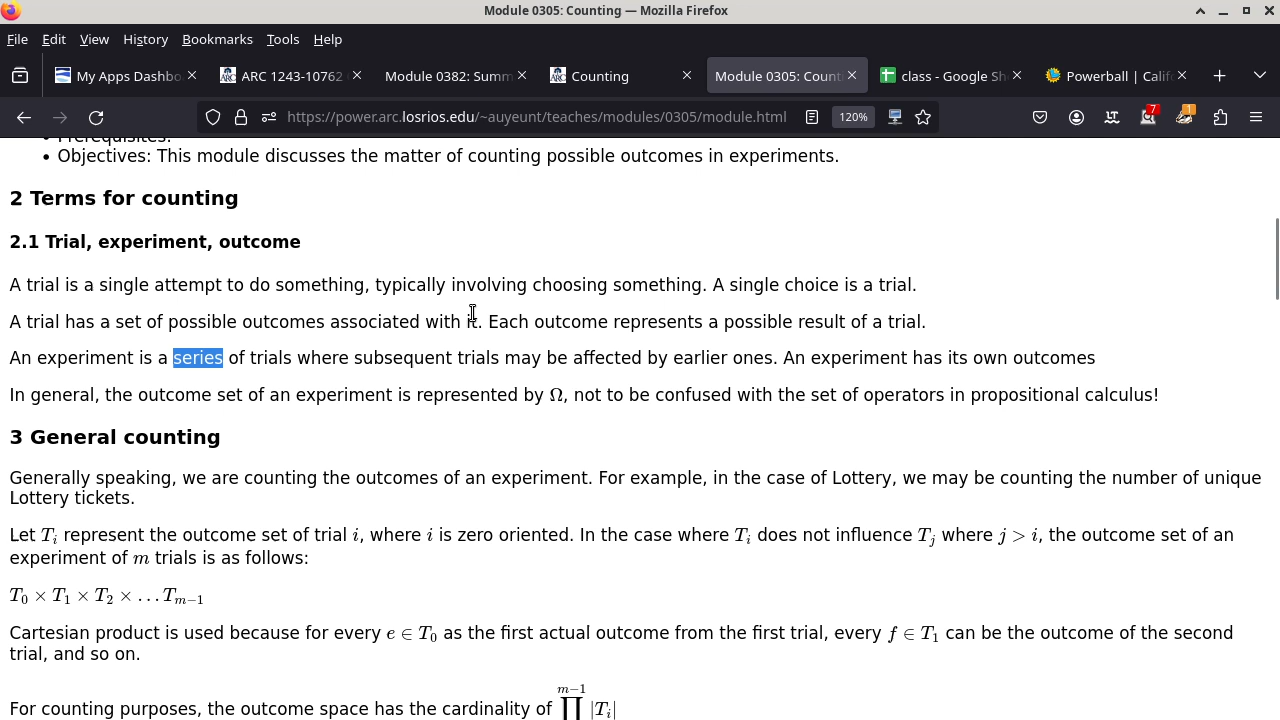 Module 0305: Counting — Mozilla Firefox
File Edit View History Bookmarks Tools Help
My Apps Dashbo ARC 1243-10762 Module 0382: Summ Counting Module 0305: Counti class - Google She Powerball | Califo
https://power.arc.losrios.edu/~auyeunt/teaches/modules/0305/module.html 120% 7 1
• Objectives: This module discusses the matter of counting possible outcomes in experiments.
2 Terms for counting
2.1 Trial, experiment, outcome
A trial is a single attempt to do something, typically involving choosing something. A single choice is a trial.
A trial has a set of possible outcomes associated with it. Each outcome represents a possible result of a trial.
An experiment is a series of trials where subsequent trials may be affected by earlier ones. An experiment has its own outcomes
In general, the outcome set of an experiment is represented by Ω, not to be confused with the set of operators in propositional calculus!
3 General counting
Generally speaking, we are counting the outcomes of an experiment. For example, in the case of Lottery, we may be counting the number of unique
Lottery tickets.
Let T_i represent the outcome set of trial i, where i is zero oriented. In the case where T_i does not influence T_j where j > i, the outcome set of an
experiment of m trials is as follows:
T_0 × T_1 × T_2 × … T_{m−1}
Cartesian product is used because for every e ∈ T_0 as the first actual outcome from the first trial, every f ∈ T_1 can be the outcome of the second
trial, and so on.
For counting purposes, the outcome space has the cardinality of ∏^{m−1} |T_i|